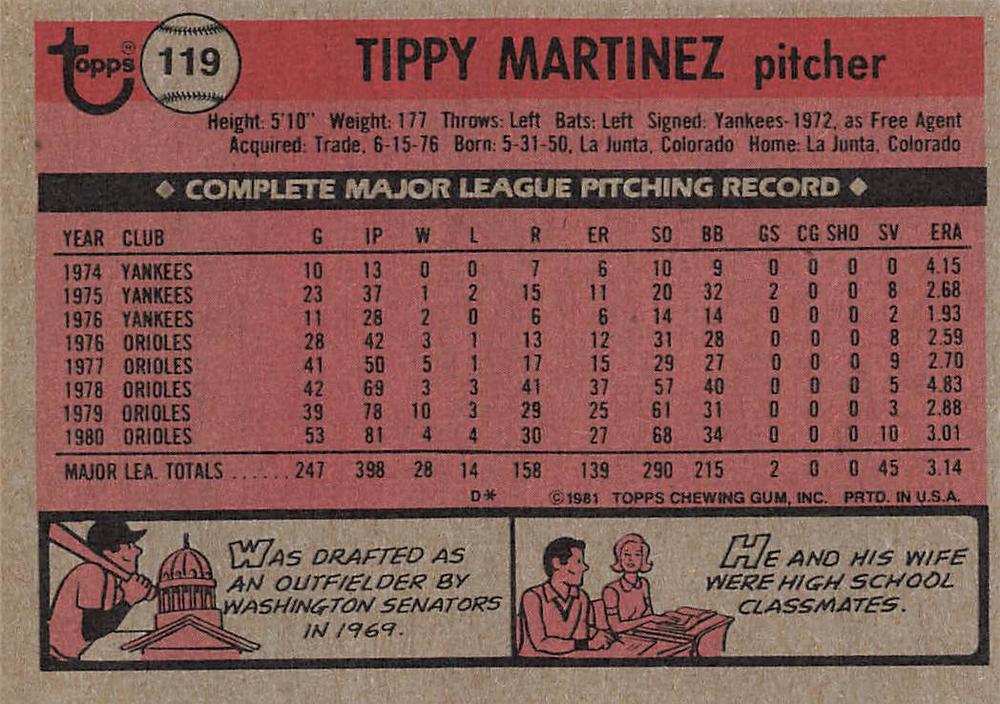 topps® 119 TIPPY MARTINEZ pitcher
Height: 5'10" Weight: 177 Throws: Left Bats: Left Signed: Yankees-1972, as Free Agent
Acquired: Trade, 6-15-76 Born: 5-31-50, La Junta, Colorado Home: La Junta, Colorado
◆ COMPLETE MAJOR LEAGUE PITCHING RECORD ◆
YEAR CLUB G IP W L R ER SO BB GS CG SHO SV ERA
1974 YANKEES 10 13 0 0 7 6 10 9 0 0 0 0 4.15
1975 YANKEES 23 37 1 2 15 11 20 32 2 0 0 8 2.68
1976 YANKEES 11 28 2 0 6 6 14 14 0 0 0 2 1.93
1976 ORIOLES 28 42 3 1 13 12 31 28 0 0 0 8 2.59
1977 ORIOLES 41 50 5 1 17 15 29 27 0 0 0 9 2.70
1978 ORIOLES 42 69 3 3 41 37 57 40 0 0 0 5 4.83
1979 ORIOLES 39 78 10 3 29 25 61 31 0 0 0 3 2.88
1980 ORIOLES 53 81 4 4 30 27 68 34 0 0 0 10 3.01
MAJOR LEA. TOTALS ...... 247 398 28 14 158 139 290 215 2 0 0 45 3.14
D* ©1981 TOPPS CHEWING GUM, INC. PRTD. IN U.S.A.
WAS DRAFTED AS
AN OUTFIELDER BY
WASHINGTON SENATORS
IN 1969.
HE AND HIS WIFE
WERE HIGH SCHOOL
CLASSMATES.